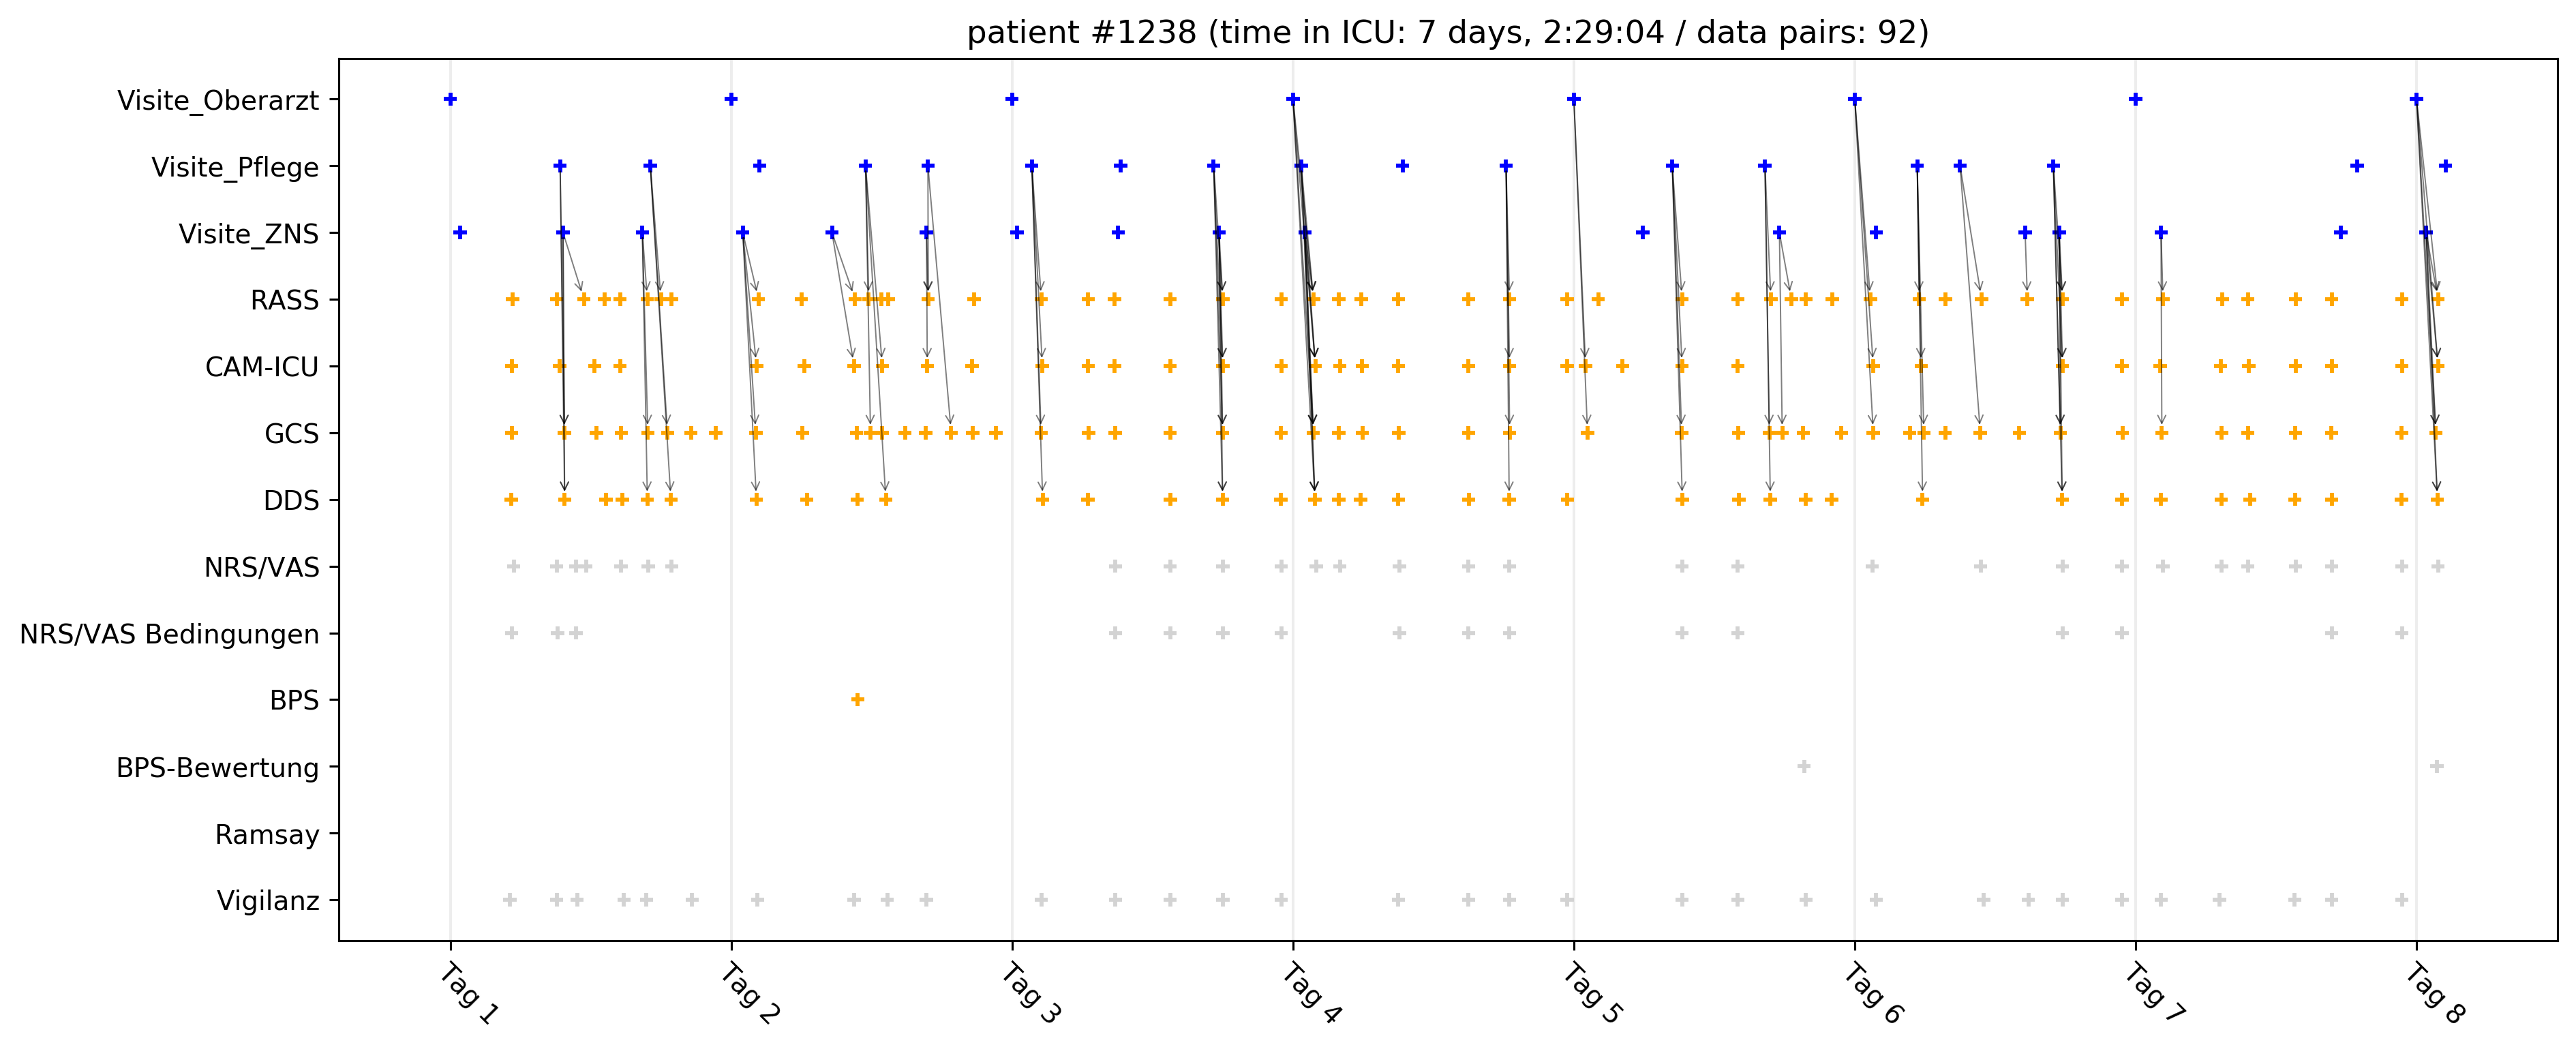 patient #1238 (time in ICU: 7 days, 2:29:04 / data pairs: 92)
Visite_Oberarzt
Visite_Pflege
Visite_ZNS
RASS
CAM-ICU
GCS
DDS
NRS/VAS
NRS/VAS Bedingungen
BPS
BPS-Bewertung
Ramsay
Vigilanz
Tag 1
Tag 2
Tag 3
Tag 4
Tag 5
Tag 6
Tag 7
Tag 8